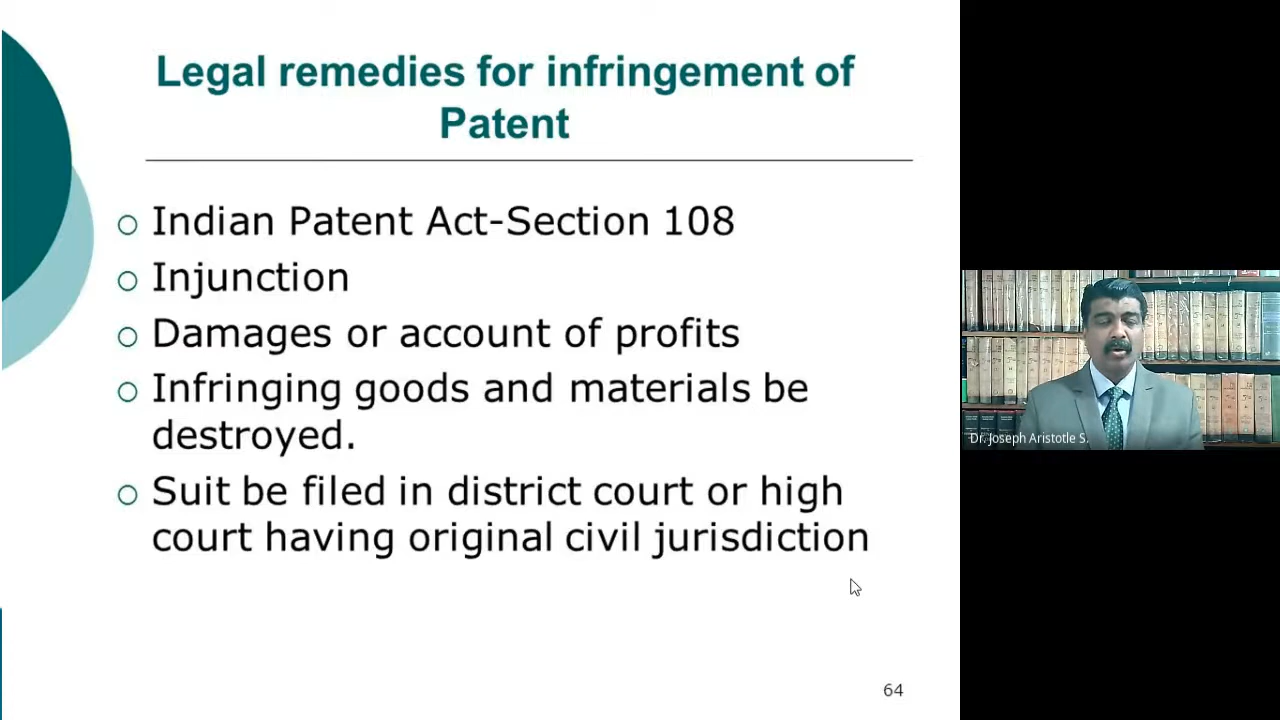 Legal remedies for infringement of
Patent
Indian Patent Act-Section 108
Injunction
Damages or account of profits
Infringing goods and materials be
destroyed.
Suit be filed in district court or high
court having original civil jurisdiction
64
Dr. Joseph Aristotle S.